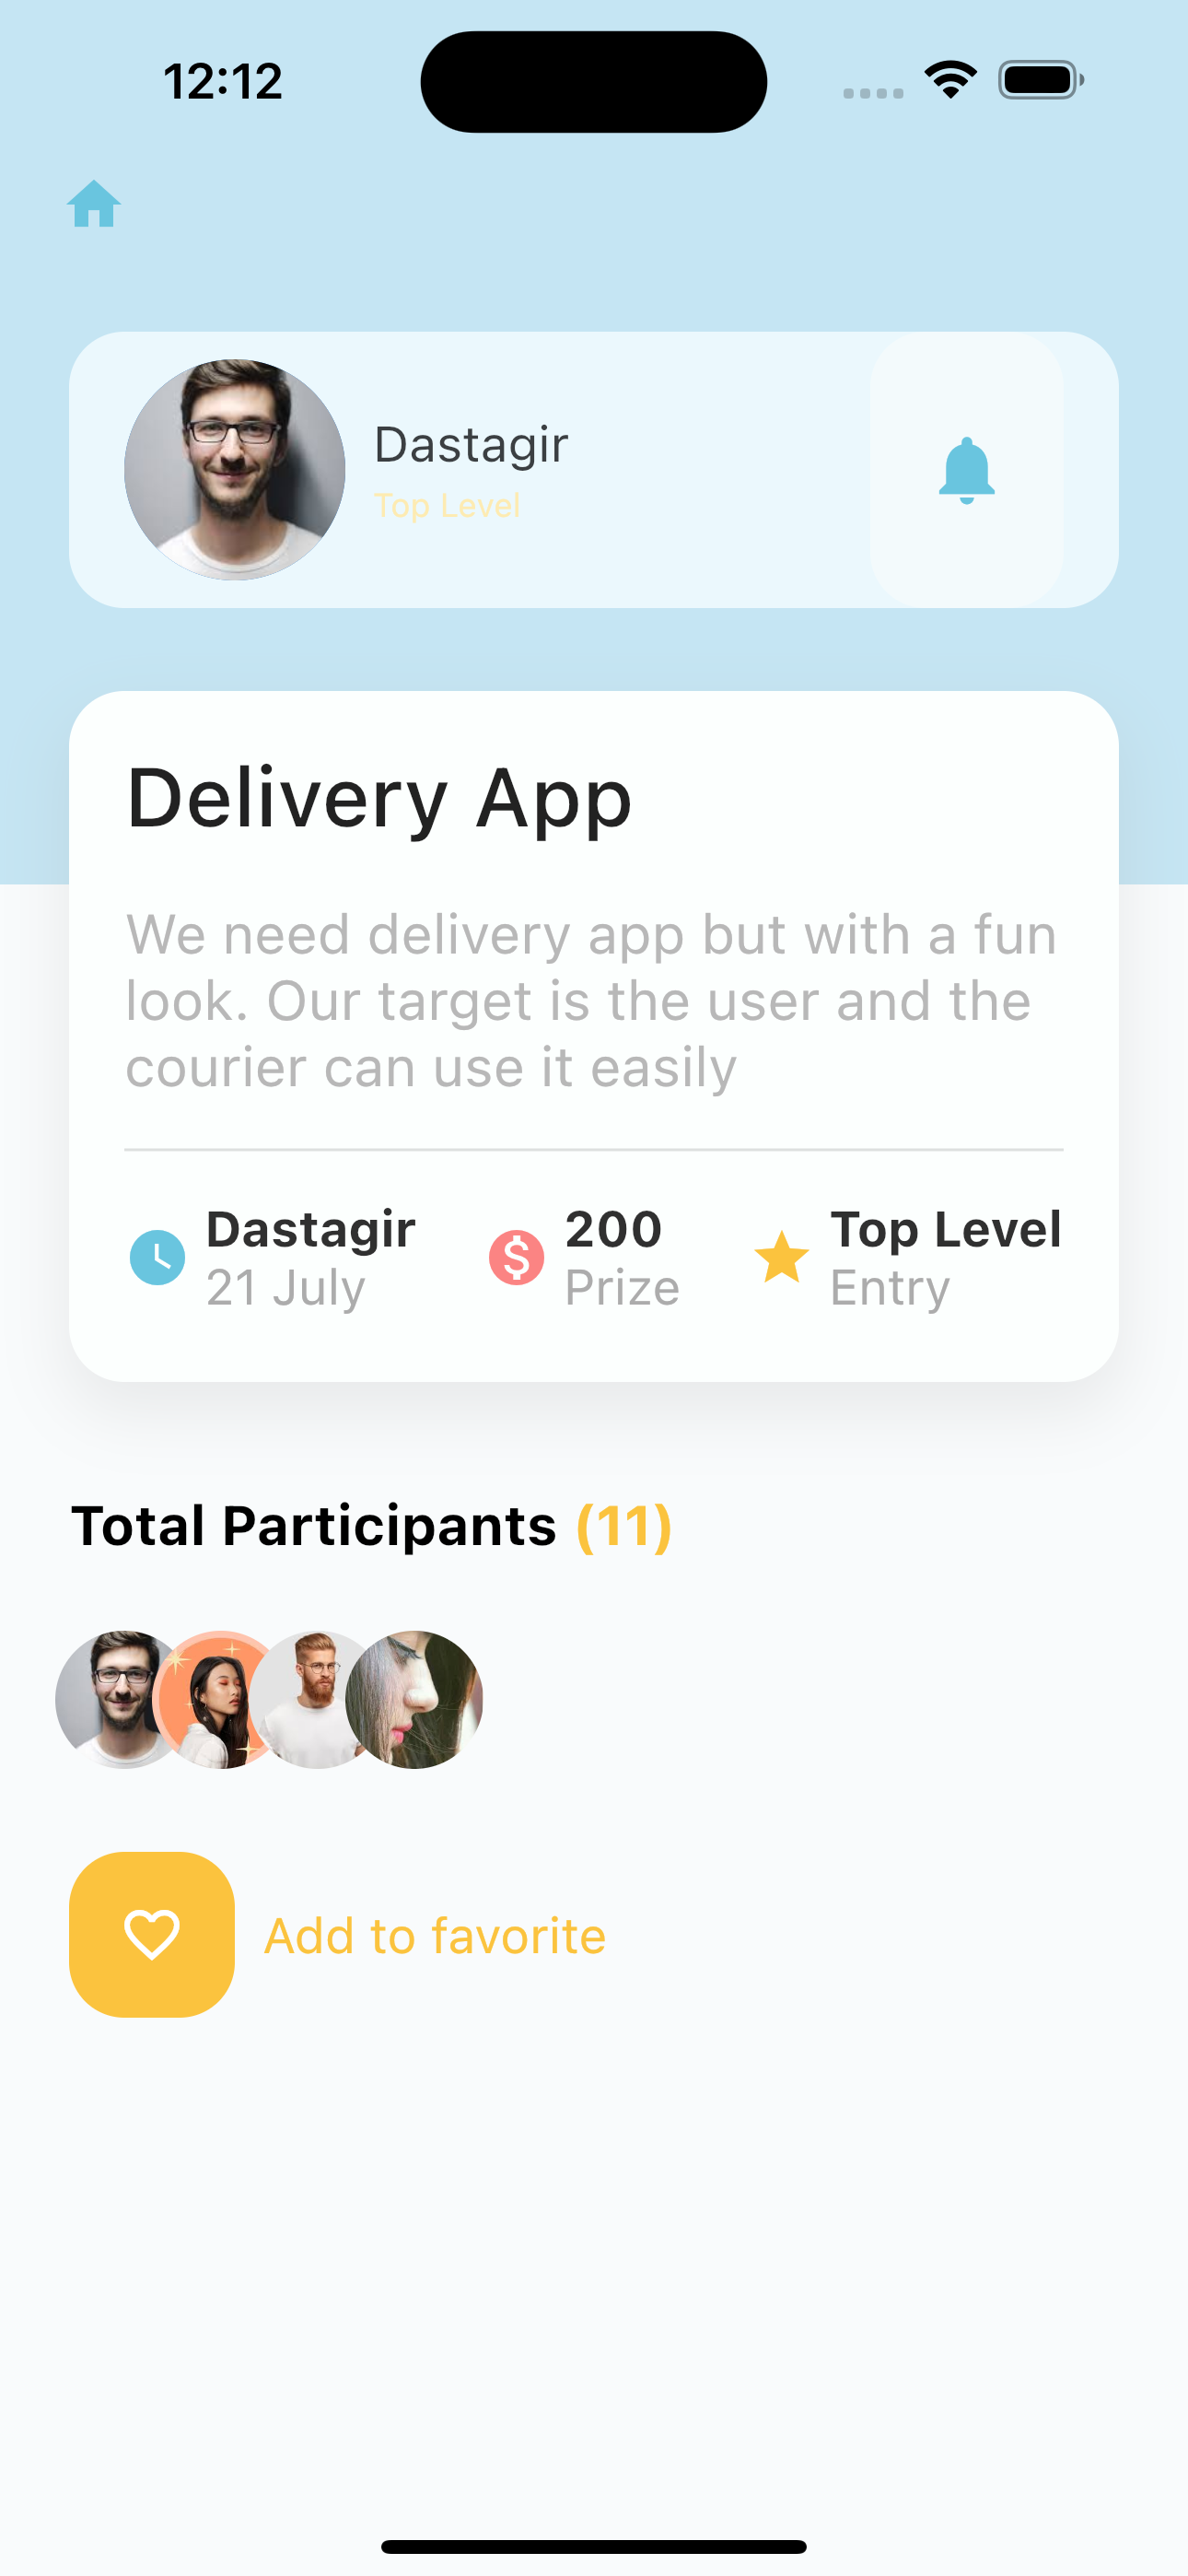 12:12
Dastagir
Top Level
Delivery App
We need delivery app but with a fun
look. Our target is the user and the
courier can use it easily
Dastagir
21 July
$
200
Prize
Top Level
Entry
Total Participants (11)
Add to favorite